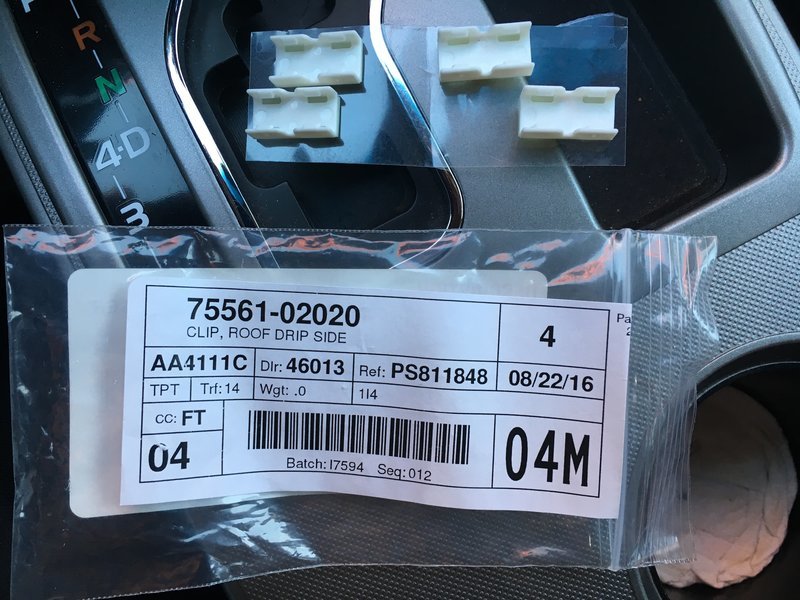 R
N
4-D
3
75561-02020
CLIP, ROOF DRIP SIDE
4
AA4111C Dlr: 46013 Ref: PS811848 08/22/16
TPT Trf: 14 Wgt: .0 1I4
CC: FT
04
04M
Batch: I7594 Seq: 012